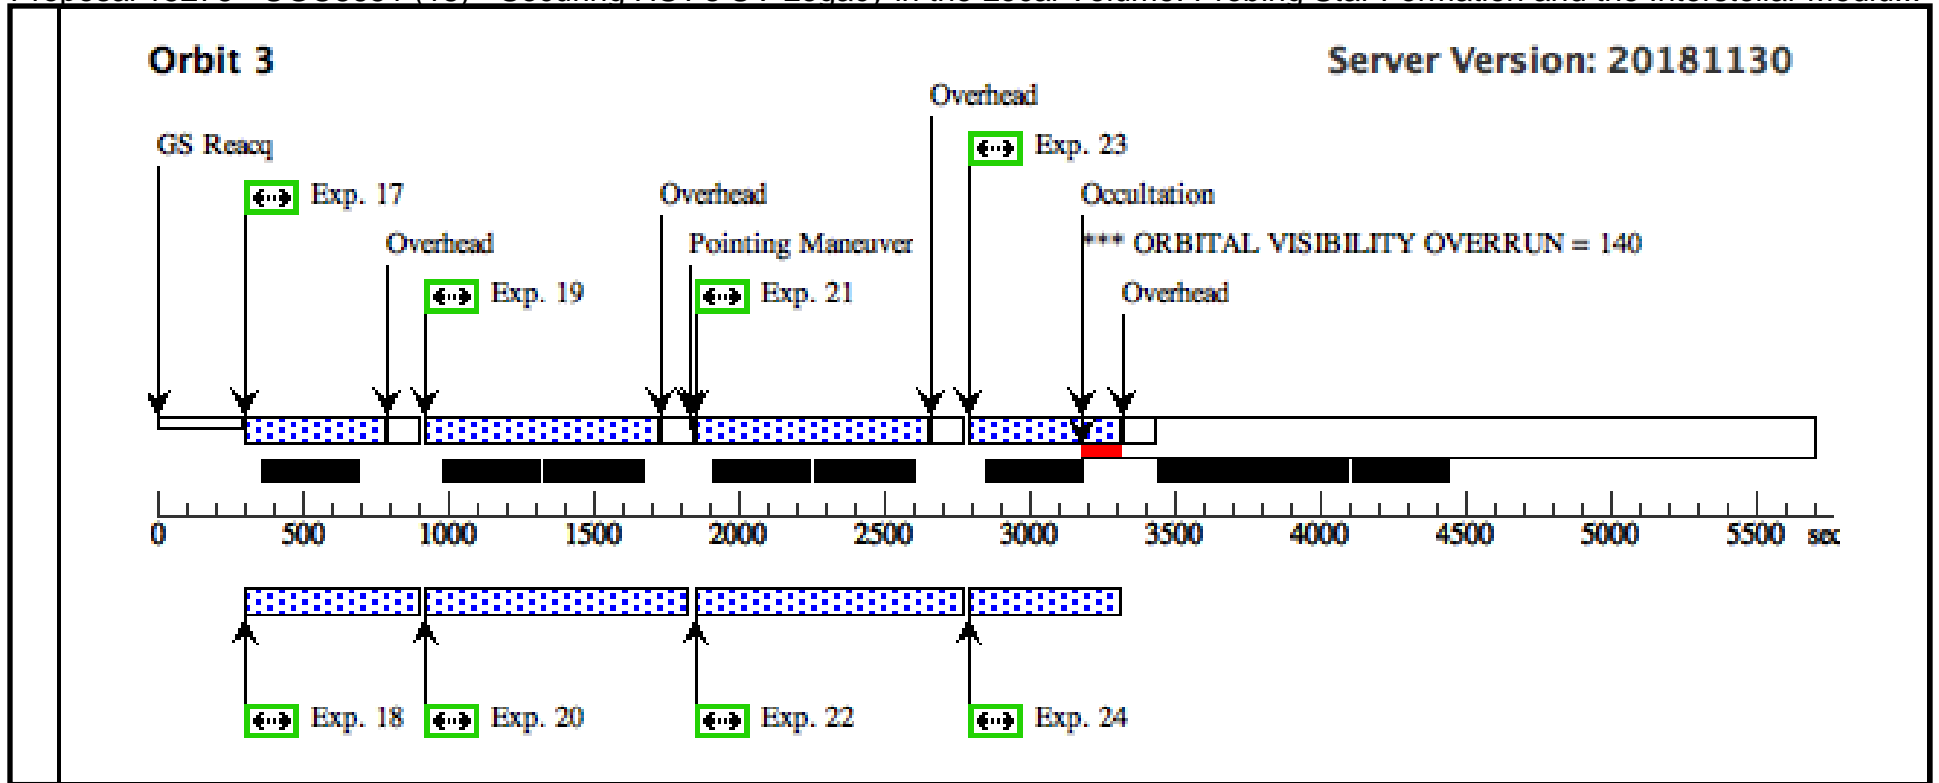 Orbit 3
Server Version: 20181130
Overhead
GS Reacq
Exp. 23
Exp. 17
Overhead
Occultation
Overhead
Pointing Maneuver
*** ORBITAL VISIBILITY OVERRUN = 140
Exp. 19
Exp. 21
Overhead
0 500 1000 1500 2000 2500 3000 3500 4000 4500 5000 5500 sec
Exp. 18
Exp. 20
Exp. 22
Exp. 24